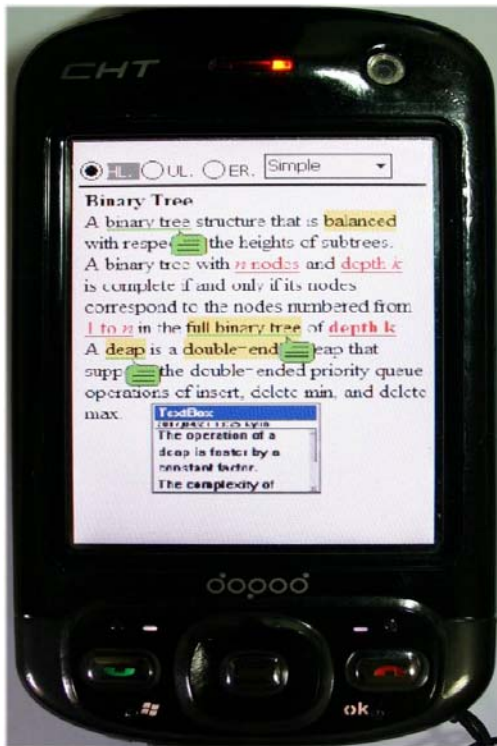 CHT
HL. UL. ER. Simple
Binary Tree
A binary tree structure that is balanced
with respe the heights of subtrees.
A binary tree with n nodes and depth k
is complete if and only if its nodes
correspond to the nodes numbered from
1 to n in the full binary tree of depth k
A deap is a double-end eap that
supp the double-ended priority queue
operations of insert, delete min, and delete
max.
TextBox
The operation of a
deap is faster by a
constant factor.
The complexity of
dopod
ok